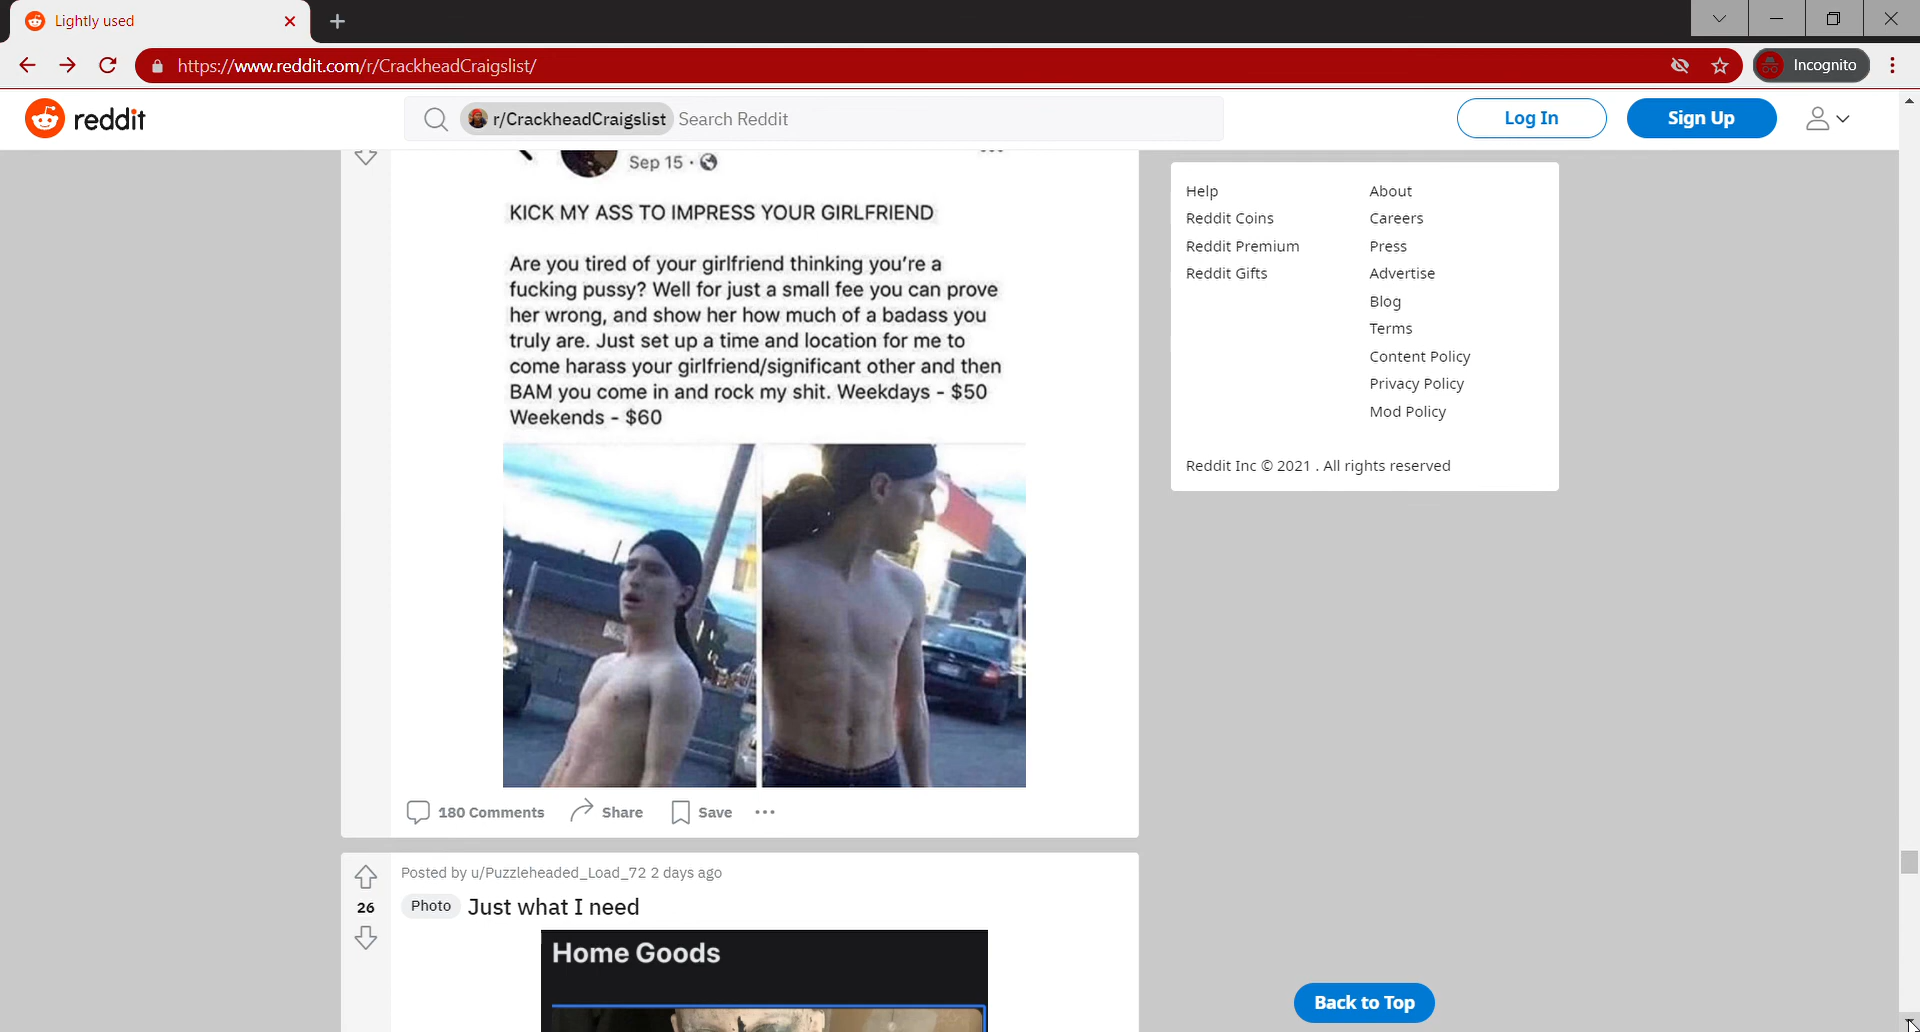 Lightly used
https://www.reddit.com/r/CrackheadCraigslist/
Incognito
reddit
r/CrackheadCraigslist Search Reddit
Log In
Sign Up
Sep 15 ·
KICK MY ASS TO IMPRESS YOUR GIRLFRIEND
Are you tired of your girlfriend thinking you're a
fucking pussy? Well for just a small fee you can prove
her wrong, and show her how much of a badass you
truly are. Just set up a time and location for me to
come harass your girlfriend/significant other and then
BAM you come in and rock my shit. Weekdays - $50
Weekends - $60
180 Comments
Share
Save
Help
Reddit Coins
Reddit Premium
Reddit Gifts
About
Careers
Press
Advertise
Blog
Terms
Content Policy
Privacy Policy
Mod Policy
Reddit Inc © 2021 . All rights reserved
Posted by u/Puzzleheaded_Load_72 2 days ago
26
Photo Just what I need
Home Goods
Back to Top